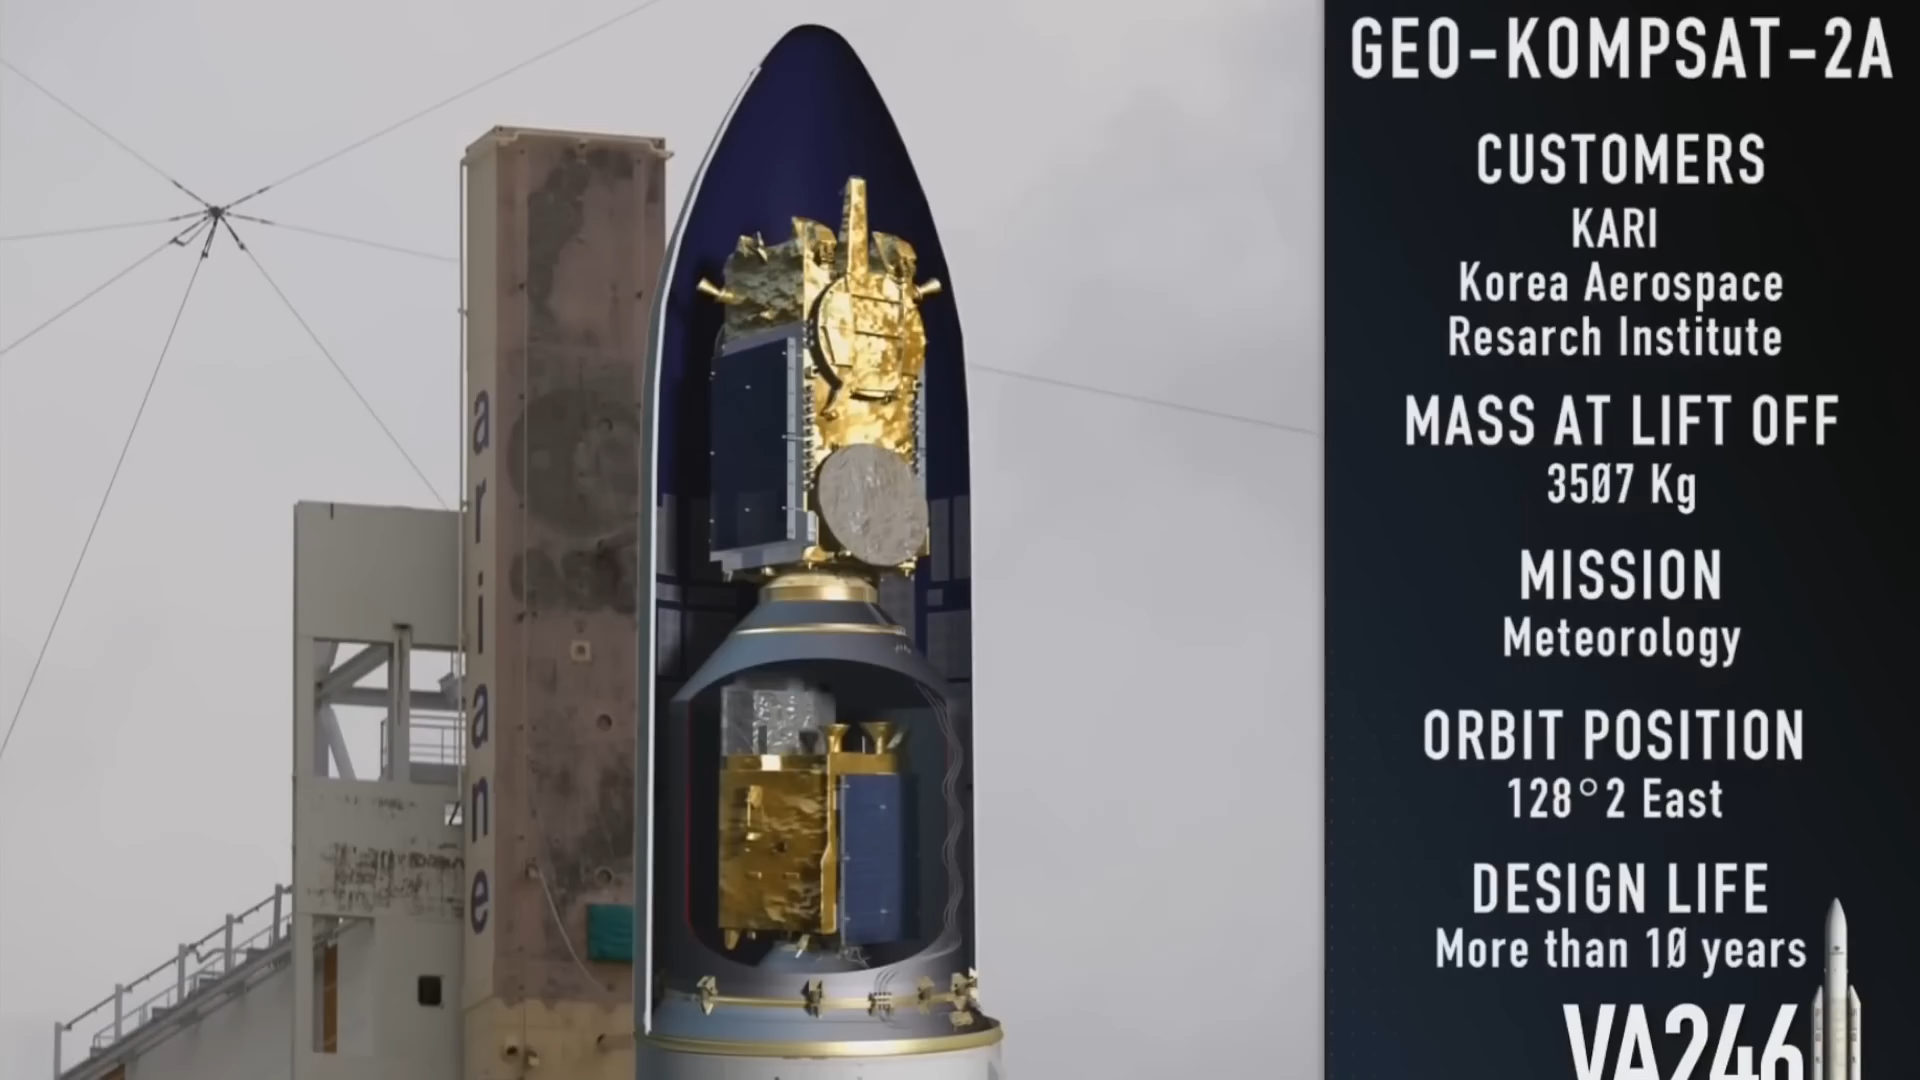 ariane
GEO-KOMPSAT-2A
CUSTOMERS
KARI
Korea Aerospace
Resarch Institute
MASS AT LIFT OFF
3507 Kg
MISSION
Meteorology
ORBIT POSITION
128°2 East
DESIGN LIFE
More than 10 years
VA246